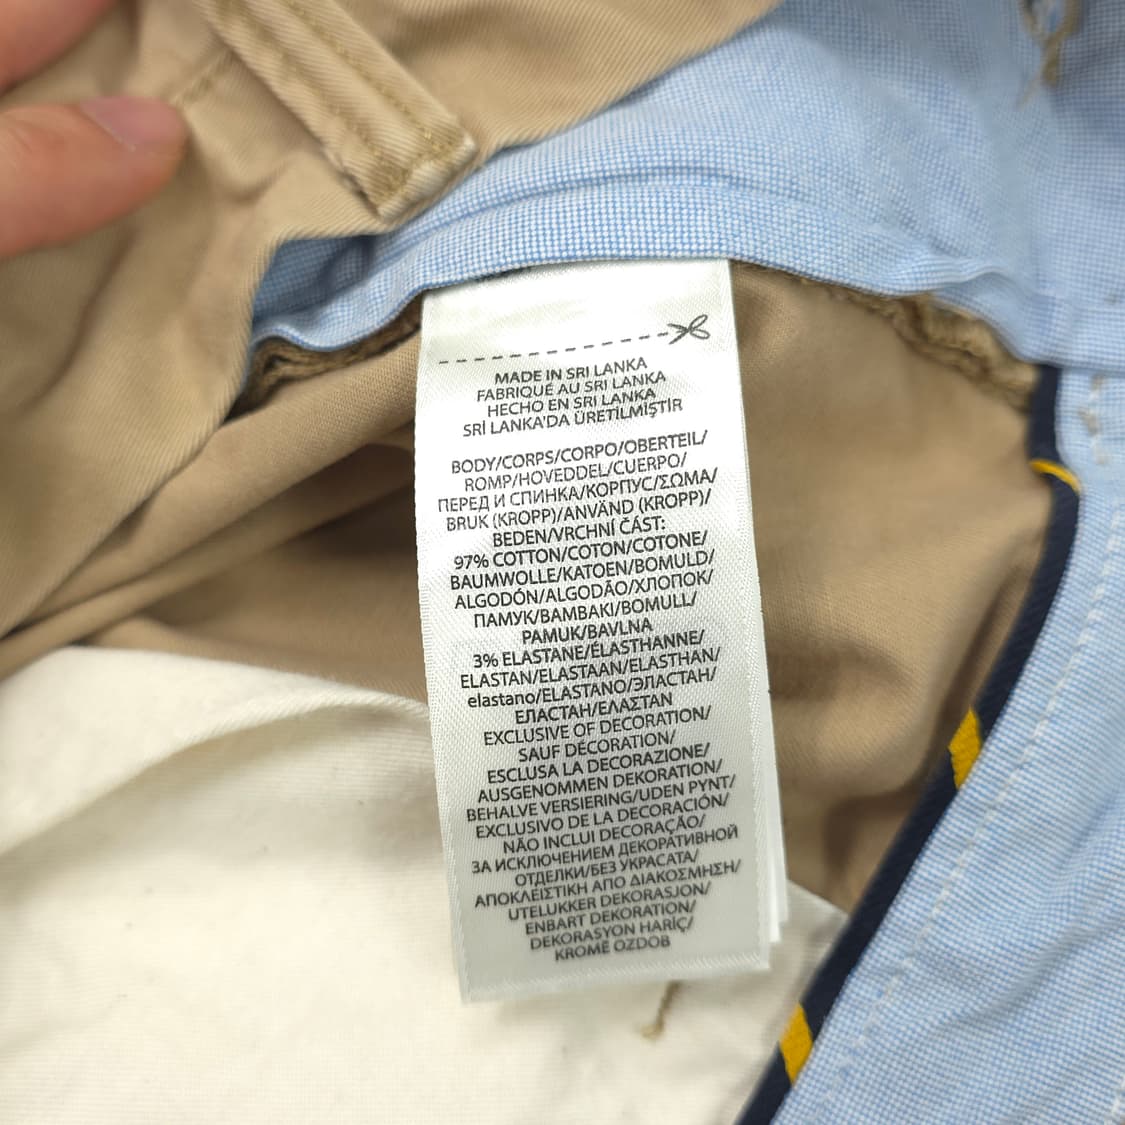 MADE IN SRI LANKA
FABRIQUÉ AU SRI LANKA
HECHO EN SRI LANKA
SRİ LANKA'DA ÜRETİLMİŞTİR
BODY/CORPS/CORPO/OBERTEIL/
ROMP/HOVEDDEL/CUERPO/
ПЕРЕД И СПИНКА/КОРПУС/ΣΩΜΑ/
BRUK (KROPP)/ANVÄND (KROPP)/
BEDEN/VRCHNÍ ČÁST:
97% COTTON/COTON/COTONE/
BAUMWOLLE/KATOEN/BOMULD/
ALGODÓN/ALGODÃO/ХЛОПОК/
ПАМУК/ΒΑΜΒΑΚΙ/BOMULL/
PAMUK/BAVLNA
3% ELASTANE/ÉLASTHANNE/
ELASTAN/ELASTAAN/ELASTHAN/
elastano/ELASTANO/ЭЛАСТАН/
ЕЛАСТАН/ΕΛΑΣΤΑΝ
EXCLUSIVE OF DECORATION/
SAUF DÉCORATION/
ESCLUSA LA DECORAZIONE/
AUSGENOMMEN DEKORATION/
BEHALVE VERSIERING/UDEN PYNT/
EXCLUSIVO DE LA DECORACIÓN/
NÃO INCLUI DECORAÇÃO/
ЗА ИСКЛЮЧЕНИЕМ ДЕКОРАТИВНОЙ
ОТДЕЛКИ/БЕЗ УКРАСАТА/
ΑΠΟΚΛΕΙΣΤΙΚΗ ΑΠΟ ΔΙΑΚΟΣΜΗΣΗ/
UTELUKKER DEKORASJON/
ENBART DEKORATION/
DEKORASYON HARİÇ/
KROMĚ OZDOB